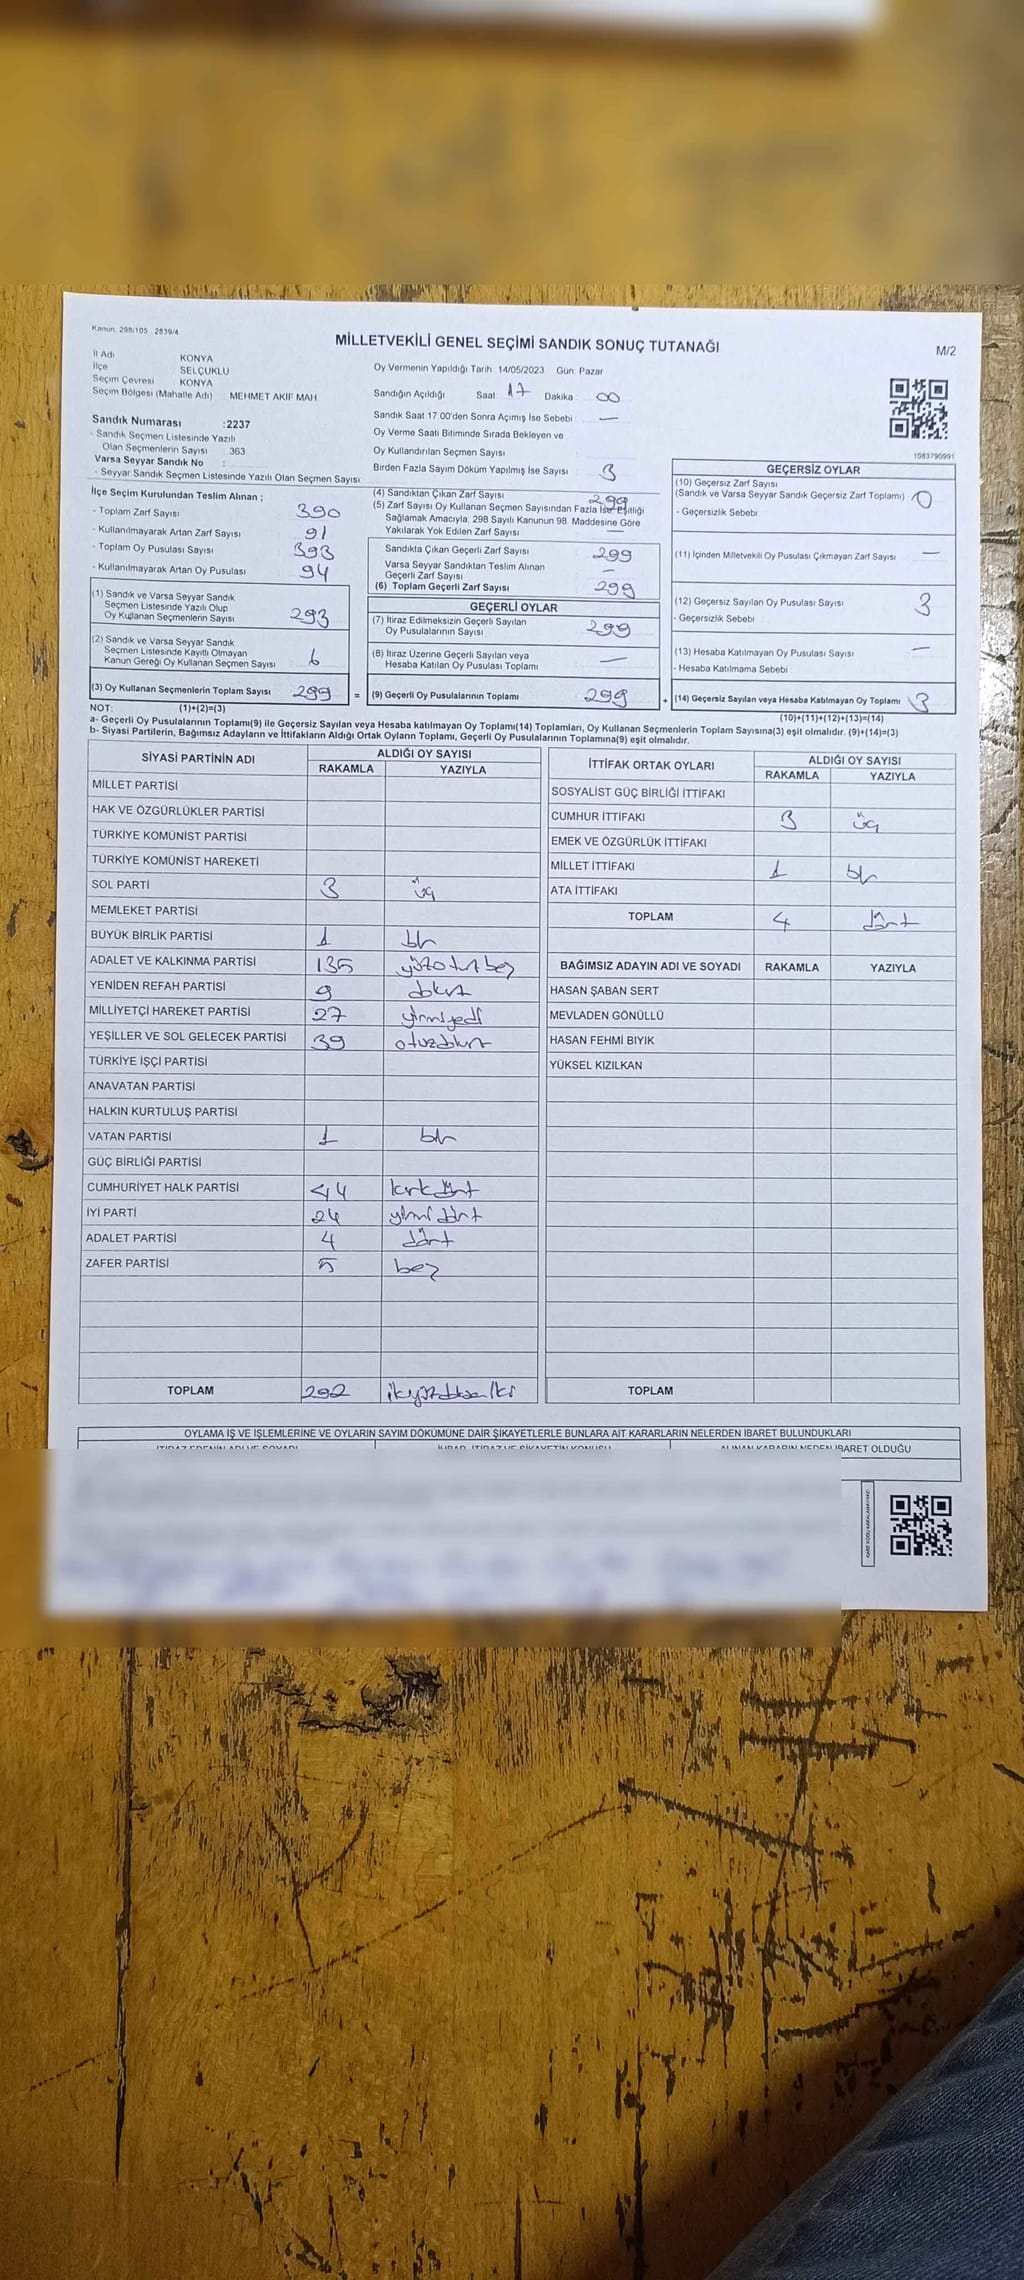 Kanun: 298/105 , 2839/4
MİLLETVEKİLİ GENEL SEÇİMİ SANDIK SONUÇ TUTANAĞI
M/2
İl Adı KONYA
İlçe SELÇUKLU
Seçim Çevresi KONYA
Seçim Bölgesi (Mahalle Adı) : MEHMET AKİF MAH.
Oy Vermenin Yapıldığı Tarih 14/05/2023 Gün Pazar
Sandığın Açıldığı Saat 17 Dakika 00
Sandık Saat 17.00'den Sonra Açımış İse Sebebi : —
Oy Verme Saati Bitiminde Sırada Bekleyen ve
Oy Kullandırılan Seçmen Sayısı
Birden Fazla Sayım Döküm Yapılmış İse Sayısı 3
Sandık Numarası :2237
- Sandık Seçmen Listesinde Yazılı
Olan Seçmenlerin Sayısı : 363
Varsa Seyyar Sandık No :
- Seyyar Sandık Seçmen Listesinde Yazılı Olan Seçmen Sayısı
1083790991
İlçe Seçim Kurulundan Teslim Alınan ;
- Toplam Zarf Sayısı 390
- Kullanılmayarak Artan Zarf Sayısı 91
- Toplam Oy Pusulası Sayısı 393
- Kullanılmayarak Artan Oy Pusulası 94
(1) Sandık ve Varsa Seyyar Sandık
Seçmen Listesinde Yazılı Olup
Oy Kullanan Seçmenlerin Sayısı 293
(2) Sandık ve Varsa Seyyar Sandık
Seçmen Listesinde Kayıtlı Olmayan
Kanun Gereği Oy Kullanan Seçmen Sayısı 6
(3) Oy Kullanan Seçmenlerin Toplam Sayısı 299 =
(4) Sandıktan Çıkan Zarf Sayısı 299
(5) Zarf Sayısı Oy Kullanan Seçmen Sayısından Fazla İse, Eşitliği
Sağlamak Amacıyla, 298 Sayılı Kanunun 98. Maddesine Göre
Yakılarak Yok Edilen Zarf Sayısı —
Sandıkta Çıkan Geçerli Zarf Sayısı 299
Varsa Seyyar Sandıktan Teslim Alınan
Geçerli Zarf Sayısı —
(6) Toplam Geçerli Zarf Sayısı 299
GEÇERLİ OYLAR
(7) İtiraz Edilmeksizin Geçerli Sayılan
Oy Pusulalarının Sayısı 299
(8) İtiraz Üzerine Geçerli Sayılan veya
Hesaba Katılan Oy Pusulası Toplamı —
(9) Geçerli Oy Pusulalarının Toplamı 299 +
GEÇERSİZ OYLAR
(10) Geçersiz Zarf Sayısı
(Sandık ve Varsa Seyyar Sandık Geçersiz Zarf Toplamı) 0
- Geçersizlik Sebebi
(11) İçinden Milletvekili Oy Pusulası Çıkmayan Zarf Sayısı —
(12) Geçersiz Sayılan Oy Pusulası Sayısı 3
- Geçersizlik Sebebi
(13) Hesaba Katılmayan Oy Pusulası Sayısı —
- Hesaba Katılmama Sebebi
(14) Geçersiz Sayılan veya Hesaba Katılmayan Oy Toplamı 3
NOT: (1)+(2)=(3)
(10)+(11)+(12)+(13)=(14)
a- Geçerli Oy Pusulalarının Toplamı(9) ile Geçersiz Sayılan veya Hesaba katılmayan Oy Toplamı(14) Toplamları, Oy Kullanan Seçmenlerin Toplam Sayısına(3) eşit olmalıdır. (9)+(14)=(3)
b- Siyasi Partilerin, Bağımsız Adayların ve İttifakların Aldığı Ortak Oyların Toplamı, Geçerli Oy Pusulalarının Toplamına(9) eşit olmalıdır.
SİYASİ PARTİNİN ADI ALDIĞI OY SAYISI
RAKAMLA YAZIYLA
MİLLET PARTİSİ
HAK VE ÖZGÜRLÜKLER PARTİSİ
TÜRKİYE KOMÜNİST PARTİSİ
TÜRKİYE KOMÜNİST HAREKETİ
SOL PARTİ 3 üç
MEMLEKET PARTİSİ
BÜYÜK BİRLİK PARTİSİ 1 bir
ADALET VE KALKINMA PARTİSİ 135 yüzotuzbeş
YENİDEN REFAH PARTİSİ 9 dokuz
MİLLİYETÇİ HAREKET PARTİSİ 27 yirmiyedi
YEŞİLLER VE SOL GELECEK PARTİSİ 39 otuzdokuz
TÜRKİYE İŞÇİ PARTİSİ
ANAVATAN PARTİSİ
HALKIN KURTULUŞ PARTİSİ
VATAN PARTİSİ 1 bir
GÜÇ BİRLİĞİ PARTİSİ
CUMHURİYET HALK PARTİSİ 44 kırkdört
İYİ PARTİ 24 yirmidört
ADALET PARTİSİ 4 dört
ZAFER PARTİSİ 5 beş
TOPLAM 292 ikiyüzdoksaniki
İTTİFAK ORTAK OYLARI ALDIĞI OY SAYISI
RAKAMLA YAZIYLA
SOSYALİST GÜÇ BİRLİĞİ İTTİFAKI
CUMHUR İTTİFAKI 3 üç
EMEK VE ÖZGÜRLÜK İTTİFAKI
MİLLET İTTİFAKI 1 bir
ATA İTTİFAKI
TOPLAM 4 dört
BAĞIMSIZ ADAYIN ADI VE SOYADI RAKAMLA YAZIYLA
HASAN ŞABAN SERT
MEVLADEN GÖNÜLLÜ
HASAN FEHMİ BIYIK
YÜKSEL KIZILKAN
TOPLAM
OYLAMA İŞ VE İŞLEMLERİNE VE OYLARIN SAYIM DÖKÜMÜNE DAİR ŞİKAYETLERLE BUNLARA AİT KARARLARIN NELERDEN İBARET BULUNDUKLARI
İTİRAZ EDENİN ADI VE SOYADI İHBAR, İTİRAZ VE ŞİKAYETİN KONUSU ALINAN KARARIN NEDEN İBARET OLDUĞU